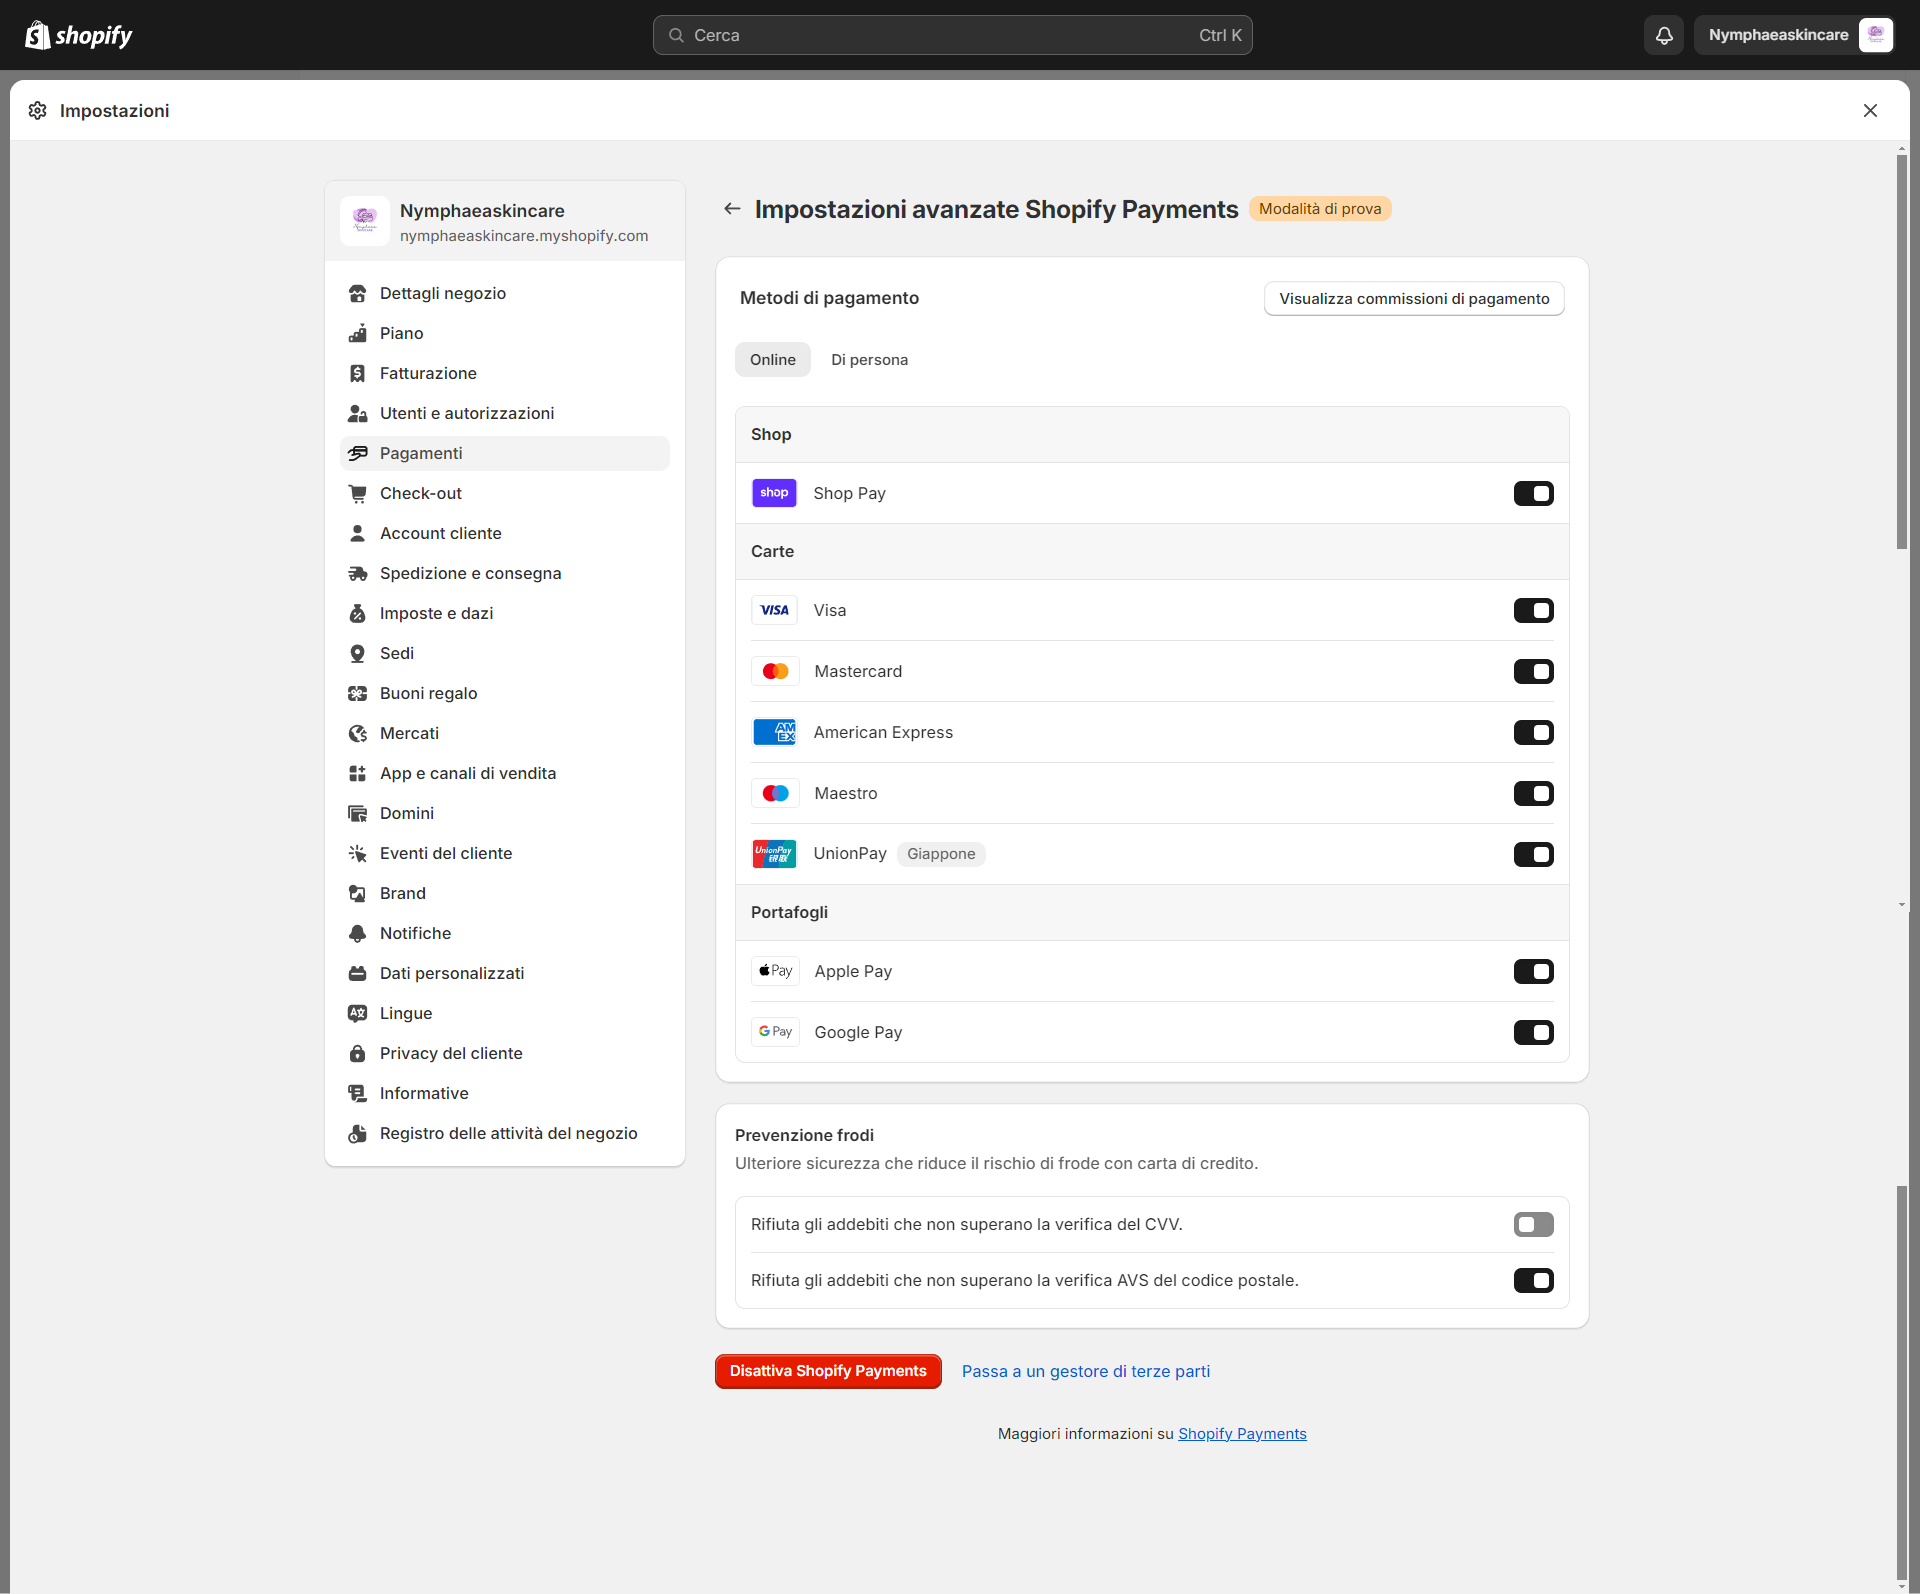 shopify
Cerca
Ctrl K
Nymphaeaskincare
Impostazioni
Nymphaeaskincare
nymphaeaskincare.myshopify.com
Dettagli negozio
Piano
Fatturazione
Utenti e autorizzazioni
Pagamenti
Check-out
Account cliente
Spedizione e consegna
Imposte e dazi
Sedi
Buoni regalo
Mercati
App e canali di vendita
Domini
Eventi del cliente
Brand
Notifiche
Dati personalizzati
Lingue
Privacy del cliente
Informative
Registro delle attività del negozio
Impostazioni avanzate Shopify Payments
Modalità di prova
Metodi di pagamento
Visualizza commissioni di pagamento
Online
Di persona
Shop
shop
Shop Pay
Carte
VISA
Visa
Mastercard
AM
EX
American Express
Maestro
UnionPay
银联
UnionPay
Giappone
Portafogli
Pay
Apple Pay
G Pay
Google Pay
Prevenzione frodi
Ulteriore sicurezza che riduce il rischio di frode con carta di credito.
Rifiuta gli addebiti che non superano la verifica del CVV.
Rifiuta gli addebiti che non superano la verifica AVS del codice postale.
Disattiva Shopify Payments
Passa a un gestore di terze parti
Maggiori informazioni su Shopify Payments